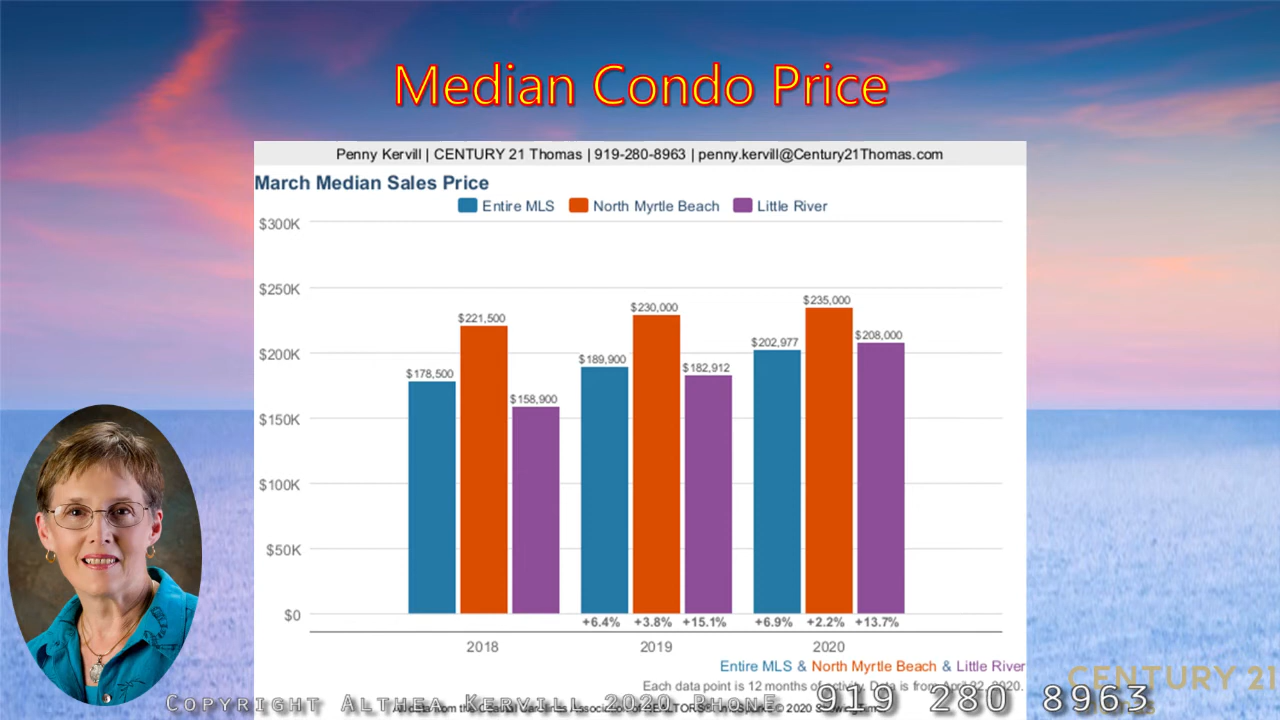 Median Condo Price
Penny Kervill | CENTURY 21 Thomas | 919-280-8963 | penny.kervill@Century21Thomas.com
March Median Sales Price
Entire MLS North Myrtle Beach Little River
$300K
$250K
$200K
$150K
$100K
$50K
$0
$178,500 $221,500 $158,900
$189,900 $230,000 $182,912
$202,977 $235,000 $208,000
+6.4% +3.8% +15.1% +6.9% +2.2% +13.7%
2018 2019 2020
Entire MLS & North Myrtle Beach & Little River
Each data point is 12 months of activity. Data is from April 22, 2020.
CENTURY 21
Copyright Althea Kervill 2020 Phone 919 280 8963